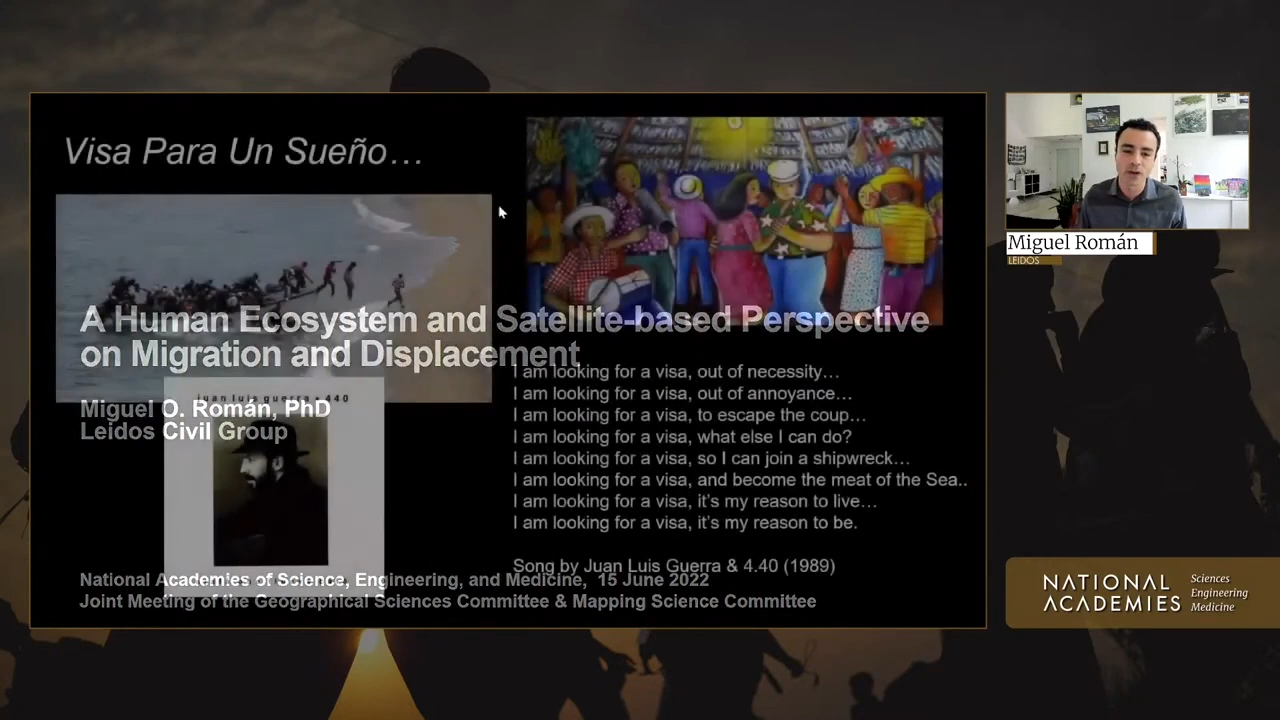 Visa Para Un Sueño…
A Human Ecosystem and Satellite-based Perspective
on Migration and Displacement
Miguel O. Román, PhD
Leidos Civil Group
juan luis guerra • 440
I am looking for a visa, out of necessity…
I am looking for a visa, out of annoyance…
I am looking for a visa, to escape the coup…
I am looking for a visa, what else I can do?
I am looking for a visa, so I can join a shipwreck…
I am looking for a visa, and become the meat of the Sea..
I am looking for a visa, it's my reason to live…
I am looking for a visa, it's my reason to be.
Song by Juan Luis Guerra & 4.40 (1989)
National Academies of Science, Engineering, and Medicine, 15 June 2022
Joint Meeting of the Geographical Sciences Committee & Mapping Science Committee
Miguel Román
LEIDOS
NATIONAL
ACADEMIES
Sciences
Engineering
Medicine